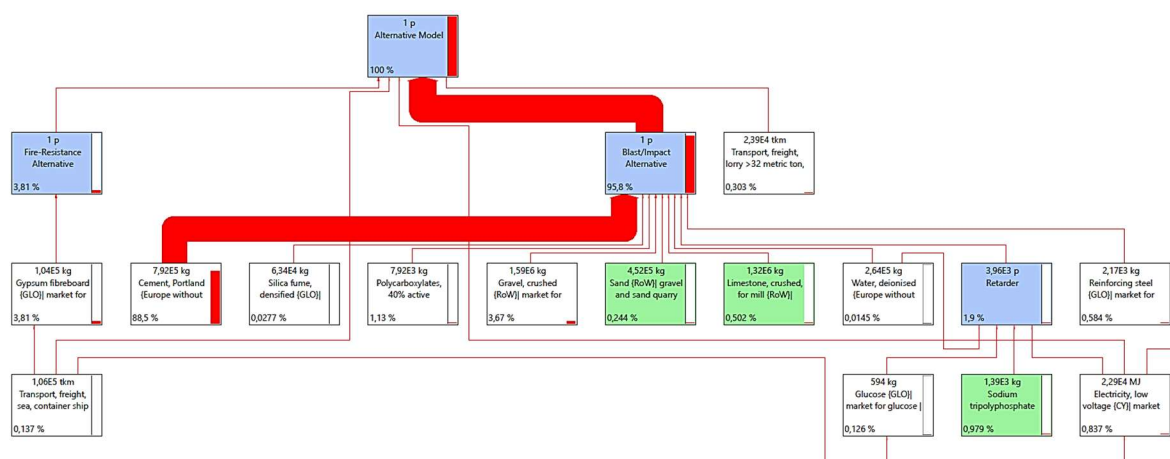 1 p
Alternative Model
100 %
1 p
Fire-Resistance
Alternative
3,81 %
1 p
Blast/Impact
Alternative
95,8 %
2,39E4 tkm
Transport, freight,
lorry >32 metric ton,
0,303 %
1,04E5 kg
Gypsum fibreboard
{GLO}| market for
3,81 %
7,92E5 kg
Cement, Portland
{Europe without
88,5 %
6,34E4 kg
Silica fume,
densified {GLO}|
0,0277 %
7,92E3 kg
Polycarboxylates,
40% active
1,13 %
1,59E6 kg
Gravel, crushed
{RoW}| market for
3,67 %
4,52E5 kg
Sand {RoW}| gravel
and sand quarry
0,244 %
1,32E6 kg
Limestone, crushed,
for mill {RoW}|
0,502 %
2,64E5 kg
Water, deionised
{Europe without
0,0145 %
3,96E3 p
Retarder
1,9 %
2,17E3 kg
Reinforcing steel
{GLO}| market for
0,584 %
1,06E5 tkm
Transport, freight,
sea, container ship
0,137 %
594 kg
Glucose {GLO}|
market for glucose |
0,126 %
1,39E3 kg
Sodium
tripolyphosphate
0,979 %
2,29E4 MJ
Electricity, low
voltage {CY}| market
0,837 %